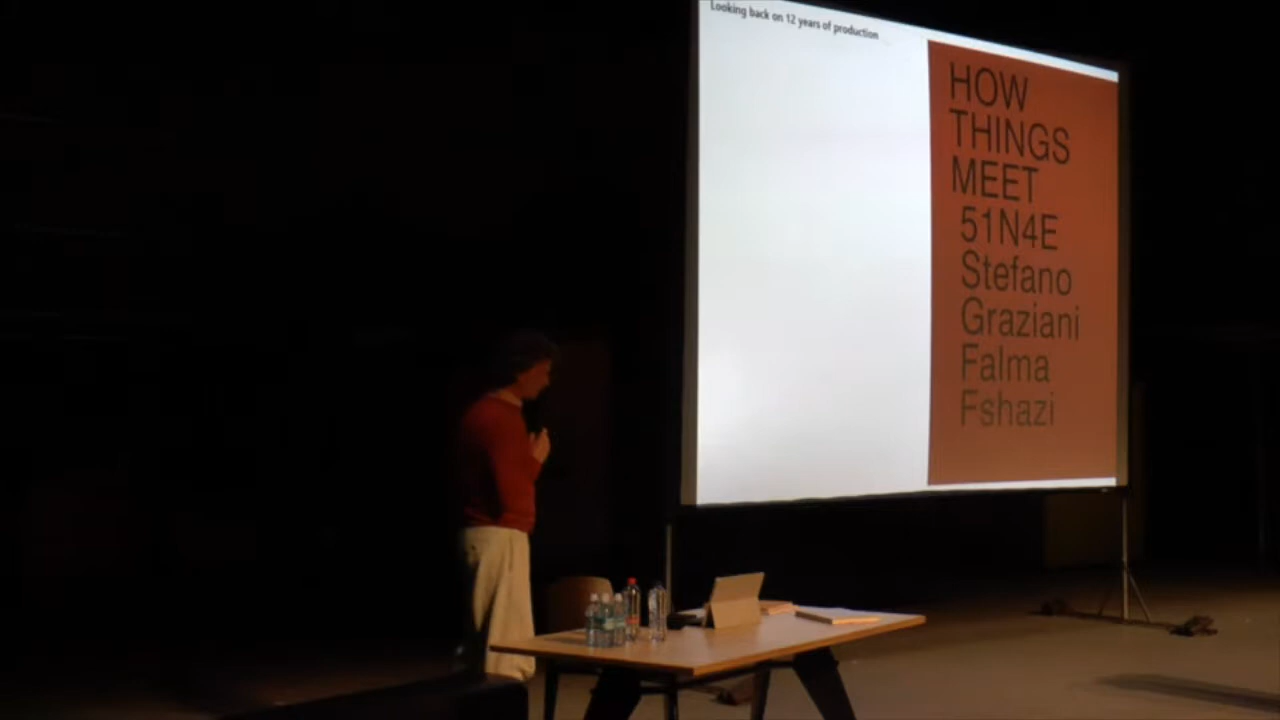 Looking back on 12 years of production
HOW
THINGS
MEET
51N4E
Stefano
Graziani
Falma
Fshazi